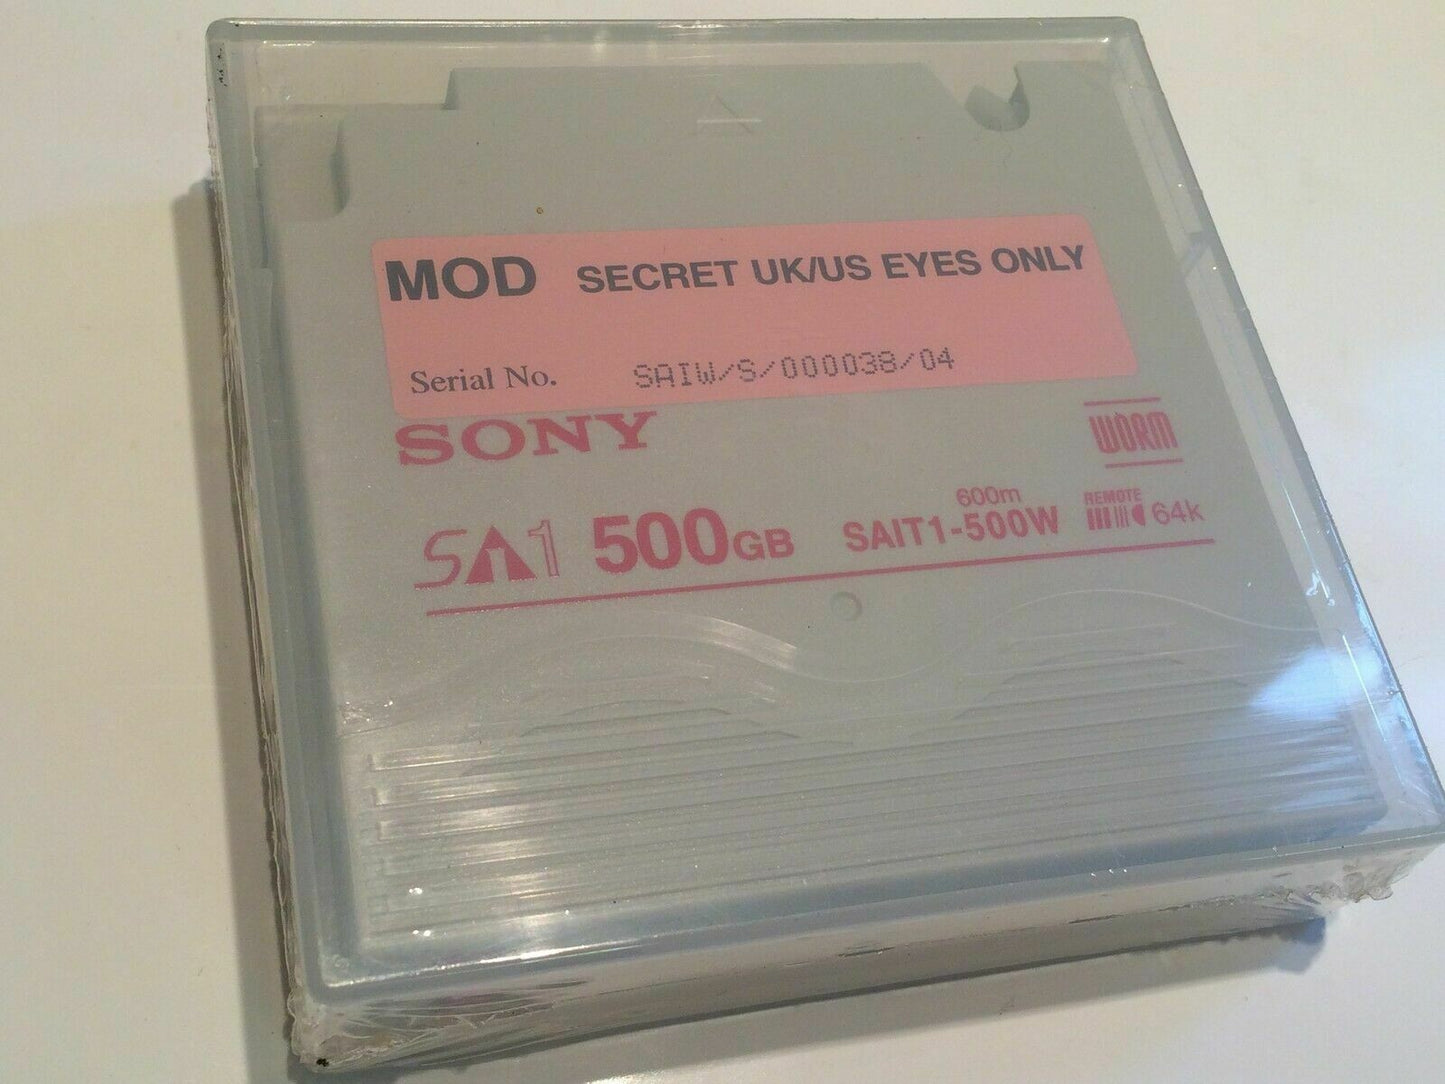 MOD SECRET UK/US EYES ONLY
Serial No. SAIW/S/000038/04
SONY
WORM
SAIT1 500GB SAIT1-500W 600m REMOTE 64k